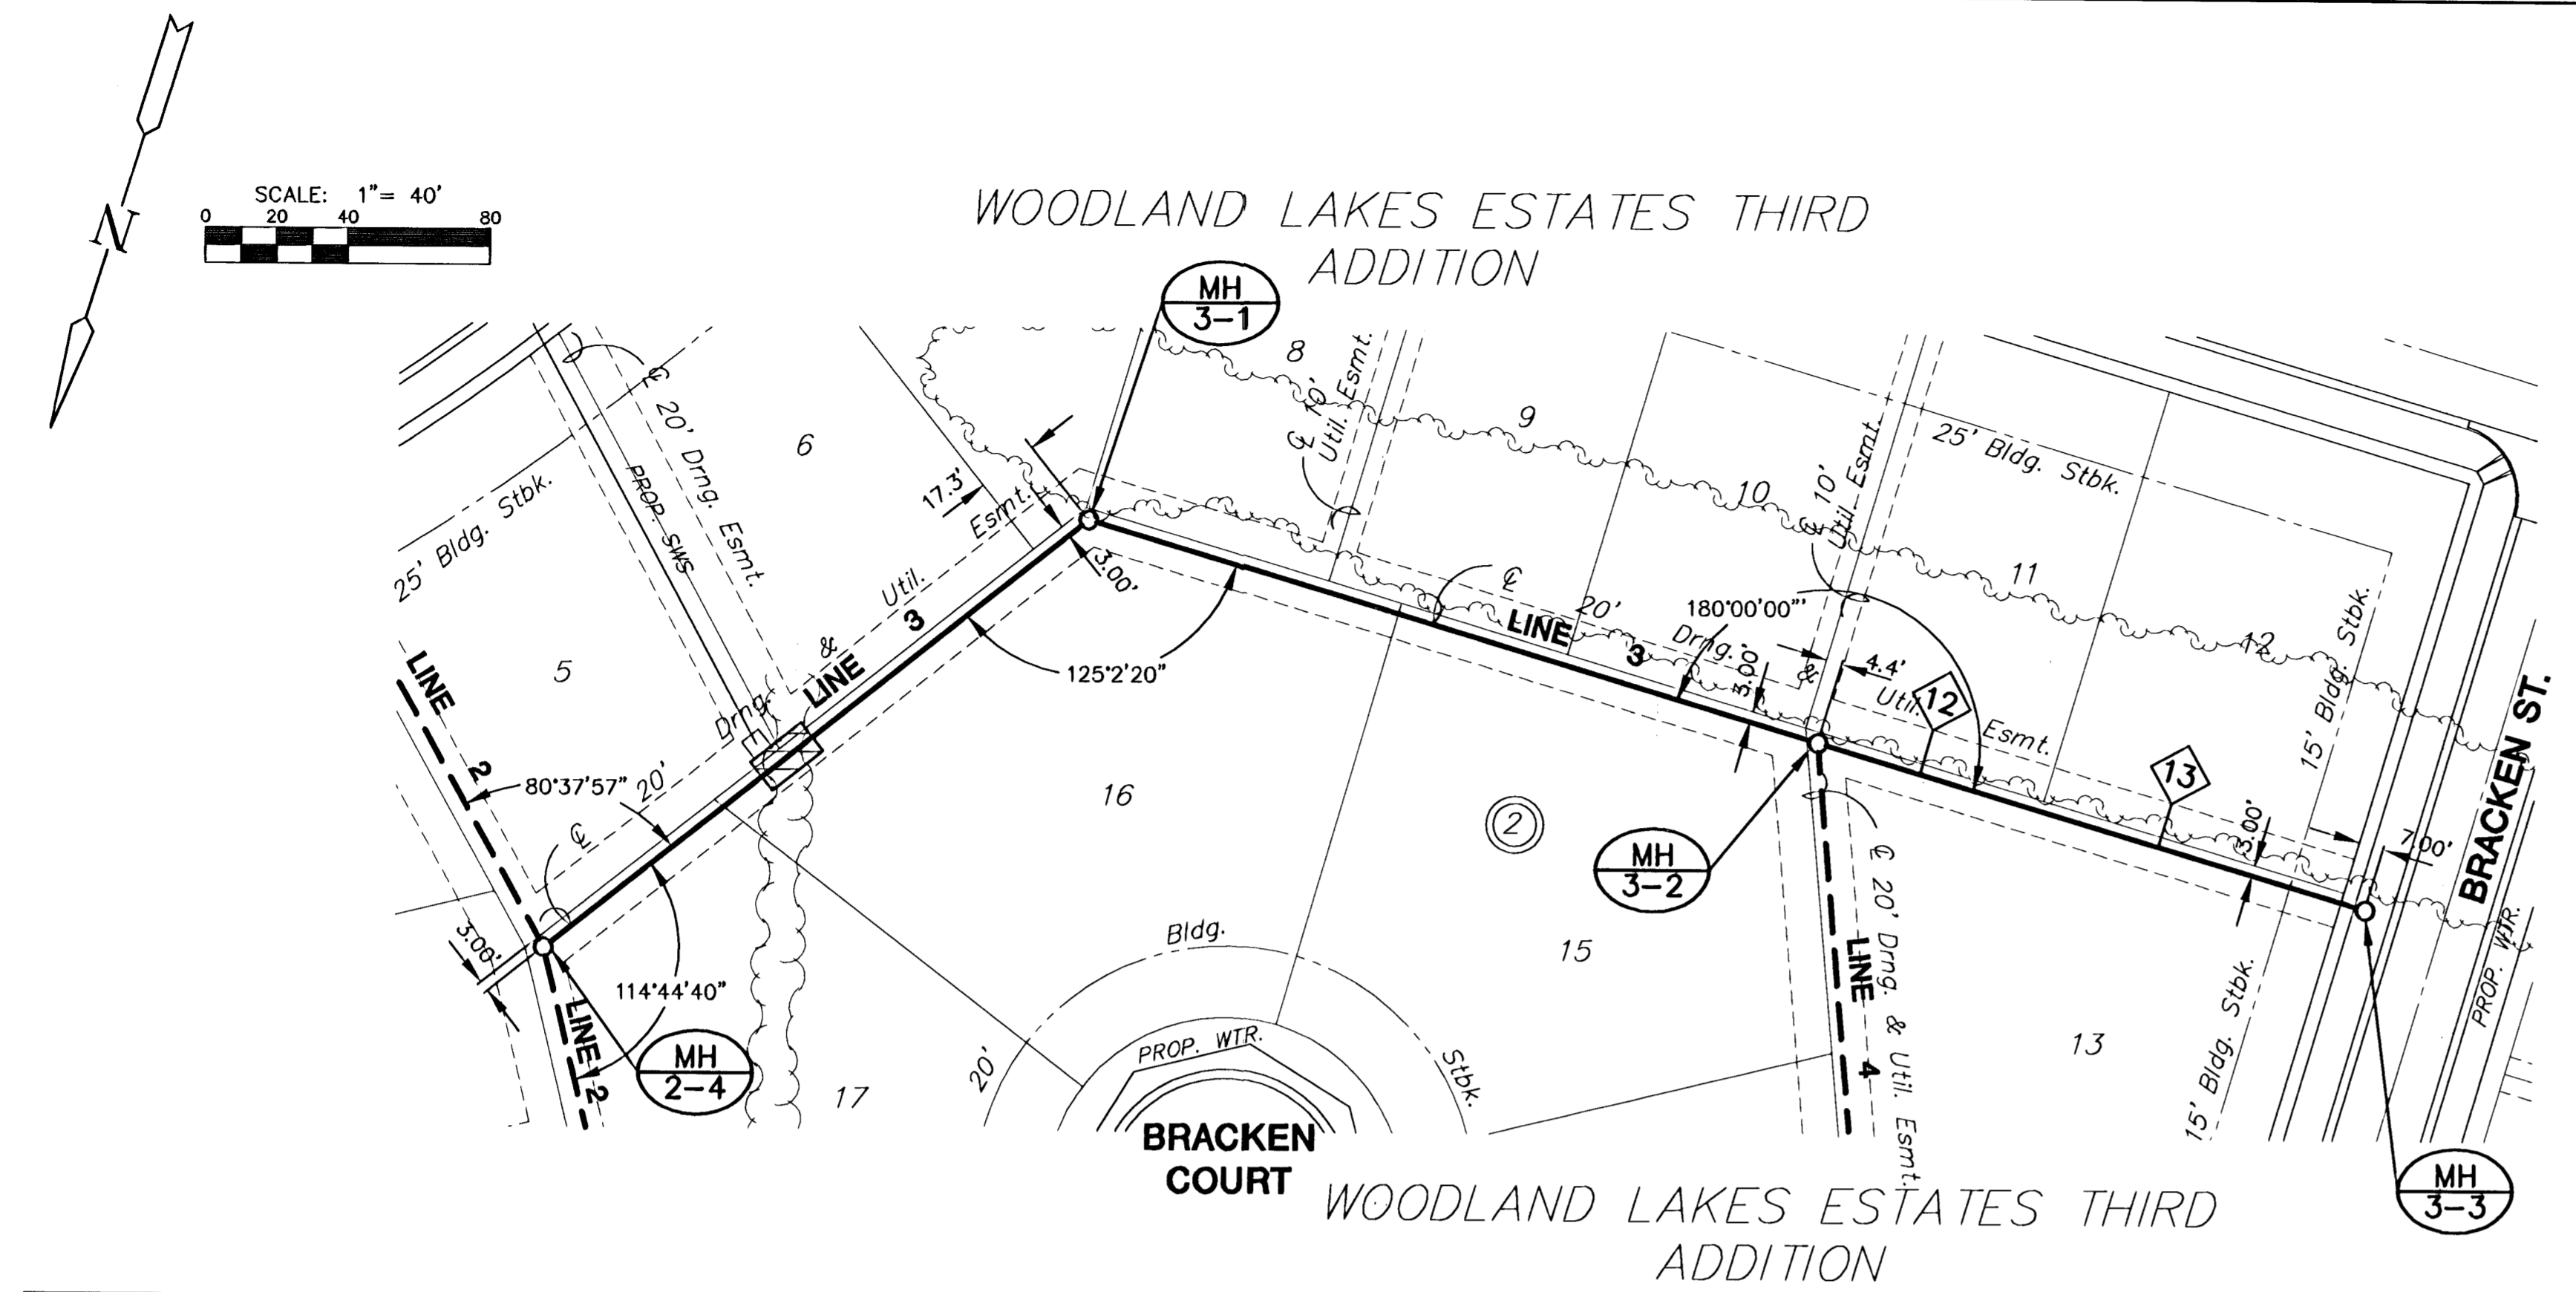 SCALE: 1"= 40'
0 20 40 80
N
WOODLAND LAKES ESTATES THIRD
ADDITION
MH
3-1
8
9
10
11
12
6
5
℄ 10'
Util. Esmt.
℄ 10'
Util. Esmt.
25' Bldg. Stbk.
25' Bldg. Stbk.
℄ 20' Drng. Esmt.
PROP. SWS
17.3'
3.00'
℄ 20' Drng. & Util. Esmt.
LINE 3
125°2'20"
LINE 3
℄ 20' Drng. & Util. Esmt.
180°00'00"'
3.00'
4.4'
12
13
15' Bldg. Stbk.
3.00'
7.00'
BRACKEN ST.
PROP. WTR.
LINE 2
80°37'57"
3.00'
114°44'40"
LINE 2
MH
2-4
16
2
15
17
13
MH
3-2
20' Bldg. Stbk.
PROP. WTR.
BRACKEN
COURT
LINE 4
℄ 20' Drng. & Util. Esmt.
15' Bldg. Stbk.
MH
3-3
WOODLAND LAKES ESTATES THIRD
ADDITION